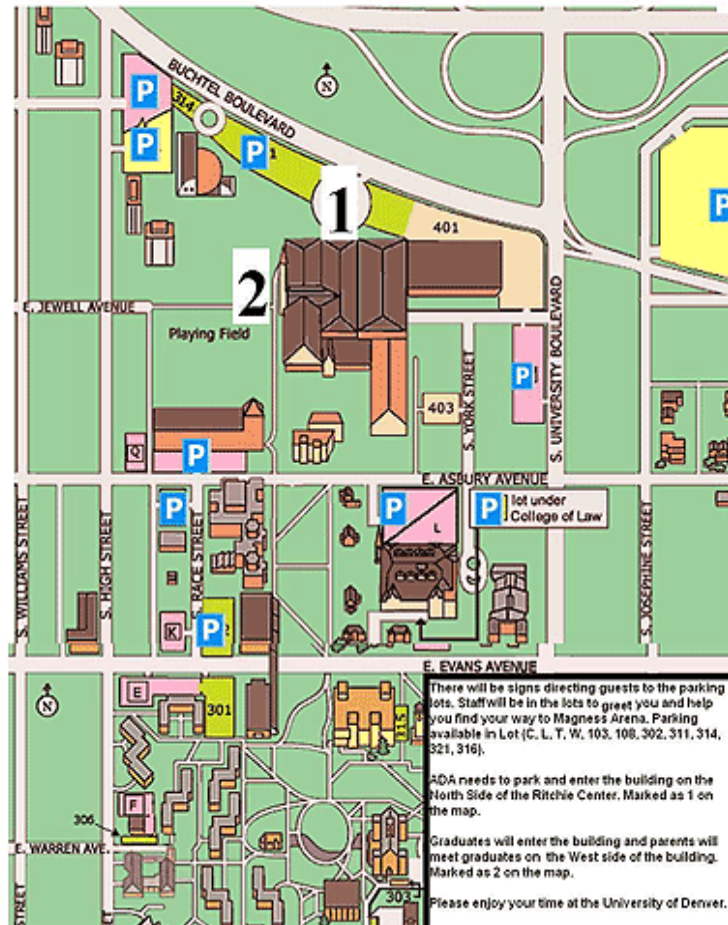 BUCHTEL BOULEVARD
N
P
314
P
P
1
1
P
401
2
E. JEWELL AVENUE
Playing Field
P
403
S. YORK STREET
S. UNIVERSITY BOULEVARD
Q
P
E. ASBURY AVENUE
P
P
L
P
lot under
College of Law
S. WILLIAMS STREET
S. HIGH STREET
S. RACE STREET
S. JOSEPHINE STREET
K
P
2
E. EVANS AVENUE
N
E
301
315
F
306
E. WARREN AVE.
303
STREET
ET
There will be signs directing guests to the parking
lots. Staff will be in the lots to greet you and help
you find your way to Magness Arena. Parking
available in Lot (C, L, T, W, 103, 108, 302, 311, 314,
321, 316).
ADA needs to park and enter the building on the
North Side of the Ritchie Center. Marked as 1 on
the map.
Graduates will enter the building and parents will
meet graduates on the West side of the building.
Marked as 2 on the map.
Please enjoy your time at the University of Denver.